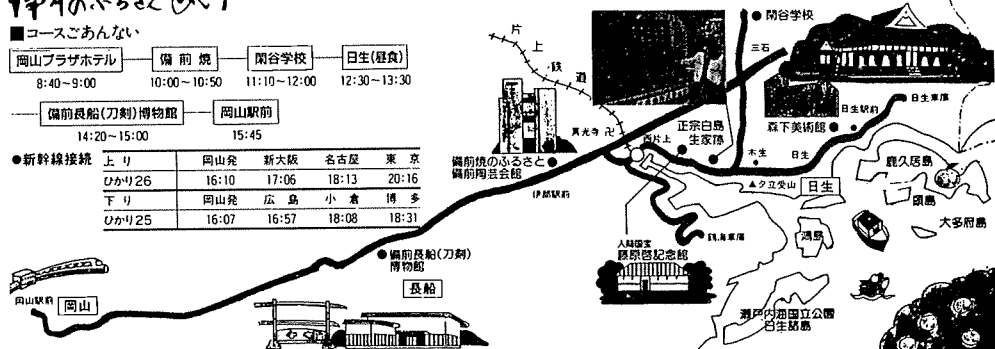 ■コースごあんない
岡山プラザホテル 備前焼 閑谷学校 日生(昼食)
8:40~9:00 10:00~10:50 11:10~12:00 12:30~13:30
備前長船(刀剣)博物館 岡山駅前
14:20~15:00 15:45
●新幹線接続
上り 岡山発 新大阪 名古屋 東京
ひかり26 16:10 17:06 18:13 20:16
下り 岡山発 広島 小倉 博多
ひかり25 16:07 16:57 18:08 18:31
片上鉄道
●閑谷学校
三石
日生駅前
日生車庫
森下美術館●
正宗白鳥
生家跡
西片上
真光寺 卍
備前焼のふるさと●
備前陶芸会館
伊部駅前
木生
日生
▲夕立受山
日生
鹿久居島
頭島
大多府島
鴻島
鶴海車庫
人間国宝
藤原啓記念館
●備前長船(刀剣)
博物館
長船
岡山駅前
岡山
瀬戸内海国立公園
日生諸島